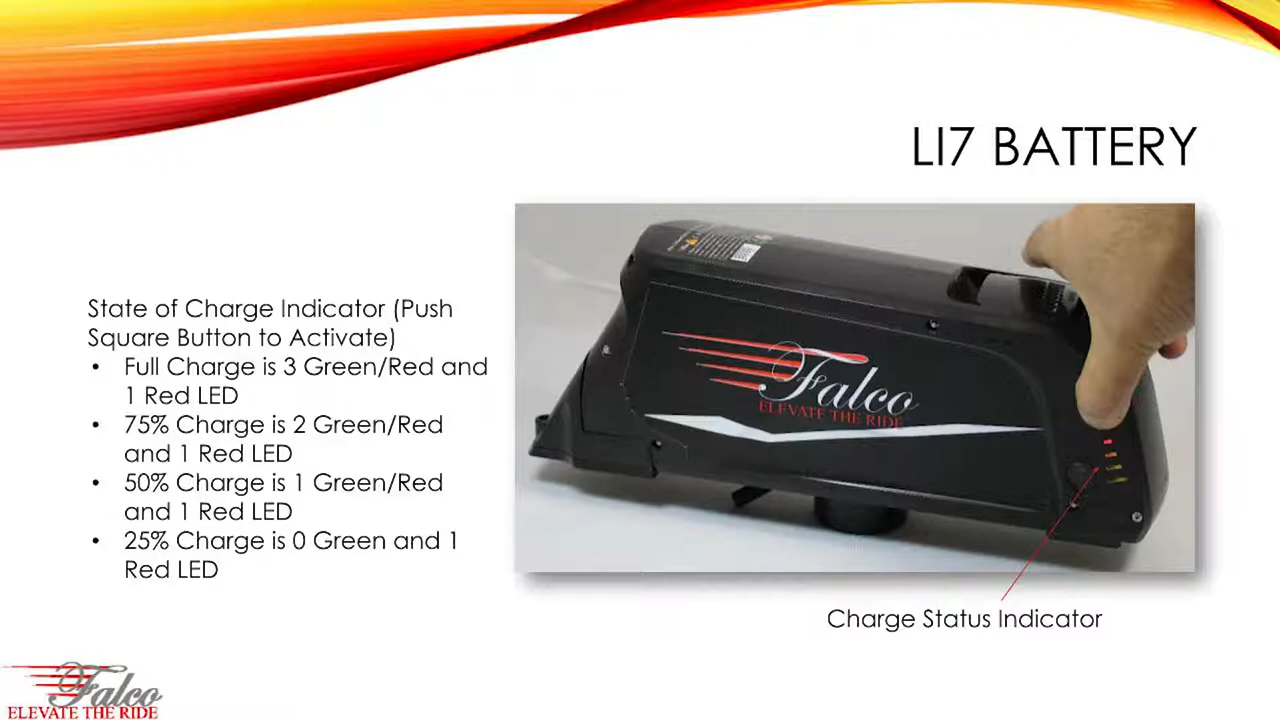 LI7 BATTERY
State of Charge Indicator (Push
Square Button to Activate)
• Full Charge is 3 Green/Red and
1 Red LED
• 75% Charge is 2 Green/Red
and 1 Red LED
• 50% Charge is 1 Green/Red
and 1 Red LED
• 25% Charge is 0 Green and 1
Red LED
Falco
ELEVATE THE RIDE
Charge Status Indicator
Falco
ELEVATE THE RIDE